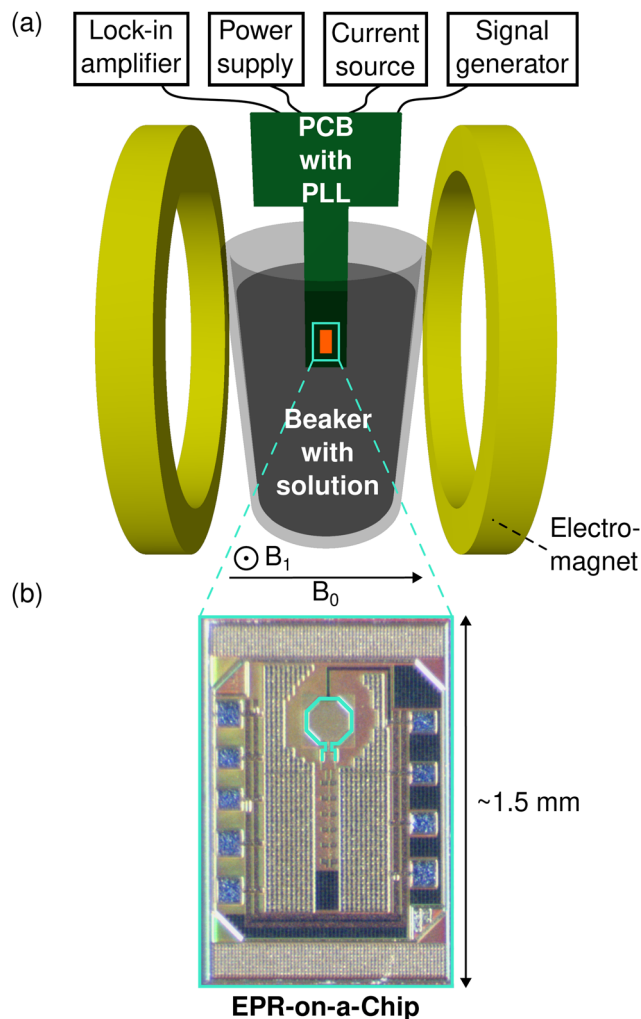 (a)
Lock-in
amplifier
Power
supply
Current
source
Signal
generator
PCB
with
PLL
Beaker
with
solution
Electro-
magnet
⊙ B₁
B₀
(b)
~1.5 mm
EPR-on-a-Chip